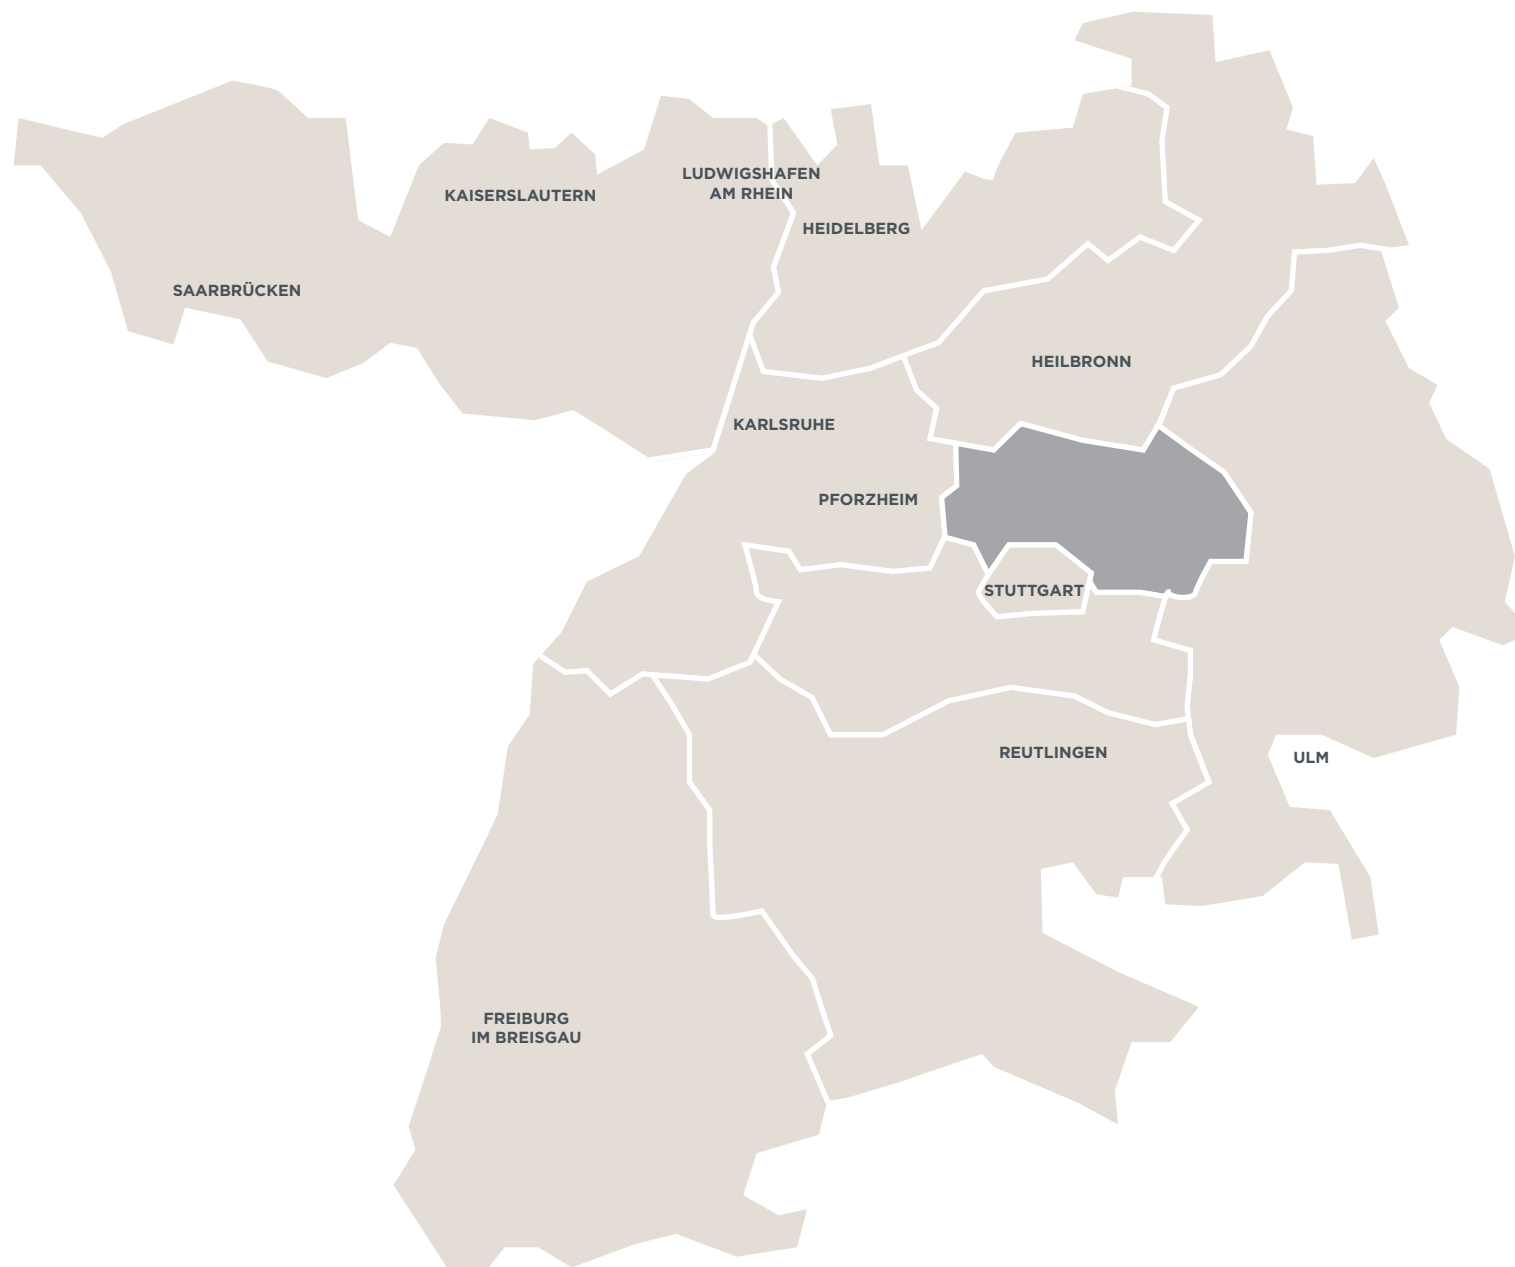 LUDWIGSHAFEN
AM RHEIN
KAISERSLAUTERN
HEIDELBERG
SAARBRÜCKEN
HEILBRONN
KARLSRUHE
PFORZHEIM
STUTTGART
REUTLINGEN
ULM
FREIBURG
IM BREISGAU